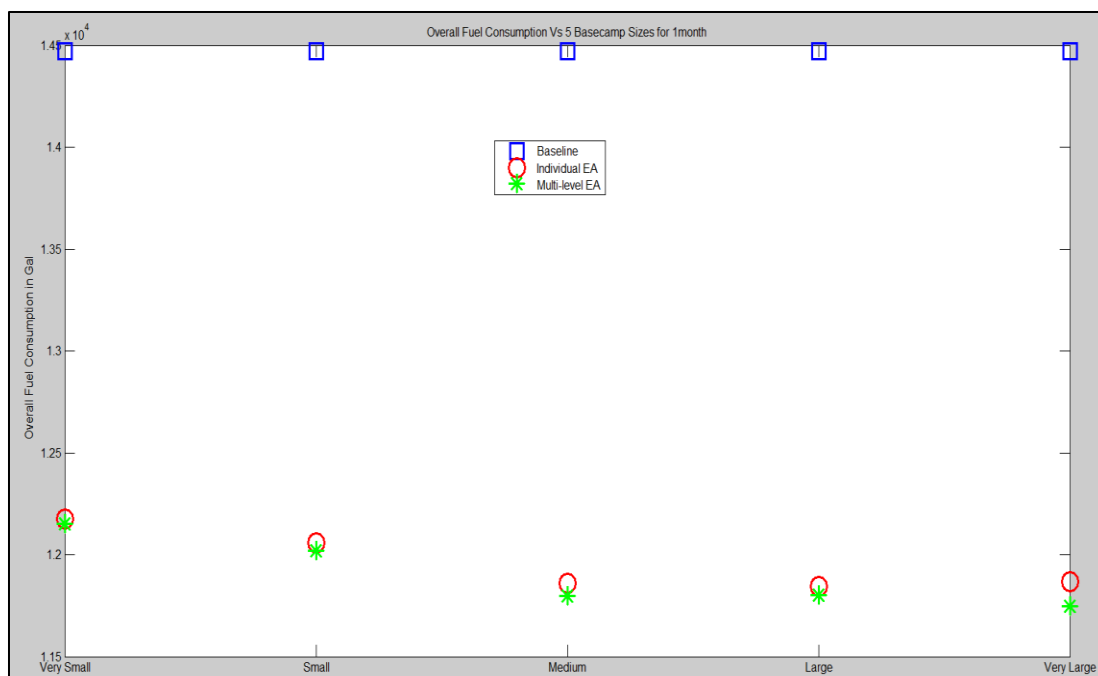 Overall Fuel Consumption Vs 5 Basecamp Sizes for 1month
x 10^4
1.45
1.4
1.35
1.3
1.25
1.2
1.15
Overall Fuel Consumption in Gal
Baseline
Individual EA
Multi-level EA
Very Small
Small
Medium
Large
Very Large